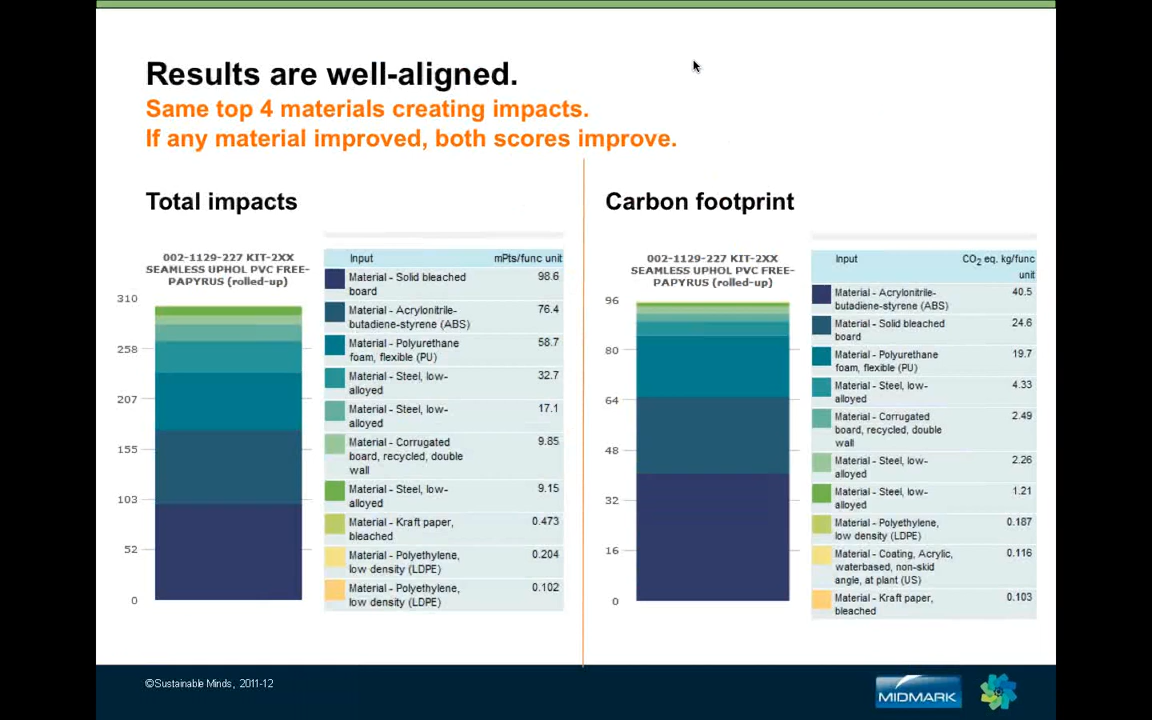 Results are well-aligned.
Same top 4 materials creating impacts.
If any material improved, both scores improve.
Total impacts
002-1129-227 KIT-2XX
SEAMLESS UPHOL PVC FREE-
PAPYRUS (rolled-up)
310
258
207
155
103
52
0
Input mPts/func unit
Material - Solid bleached 98.6
board
Material - Acrylonitrile- 76.4
butadiene-styrene (ABS)
Material - Polyurethane 58.7
foam, flexible (PU)
Material - Steel, low- 32.7
alloyed
Material - Steel, low- 17.1
alloyed
Material - Corrugated 9.85
board, recycled, double
wall
Material - Steel, low- 9.15
alloyed
Material - Kraft paper, 0.473
bleached
Material - Polyethylene, 0.204
low density (LDPE)
Material - Polyethylene, 0.102
low density (LDPE)
Carbon footprint
002-1129-227 KIT-2XX
SEAMLESS UPHOL PVC FREE-
PAPYRUS (rolled-up)
96
80
64
48
32
16
0
Input CO2 eq. kg/func
unit
Material - Acrylonitrile- 40.5
butadiene-styrene (ABS)
Material - Solid bleached 24.6
board
Material - Polyurethane 19.7
foam, flexible (PU)
Material - Steel, low- 4.33
alloyed
Material - Corrugated 2.49
board, recycled, double
wall
Material - Steel, low- 2.26
alloyed
Material - Steel, low- 1.21
alloyed
Material - Polyethylene, 0.187
low density (LDPE)
Material - Coating, Acrylic, 0.116
waterbased, non-skid
angle, at plant (US)
Material - Kraft paper, 0.103
bleached
©Sustainable Minds, 2011-12
MIDMARK